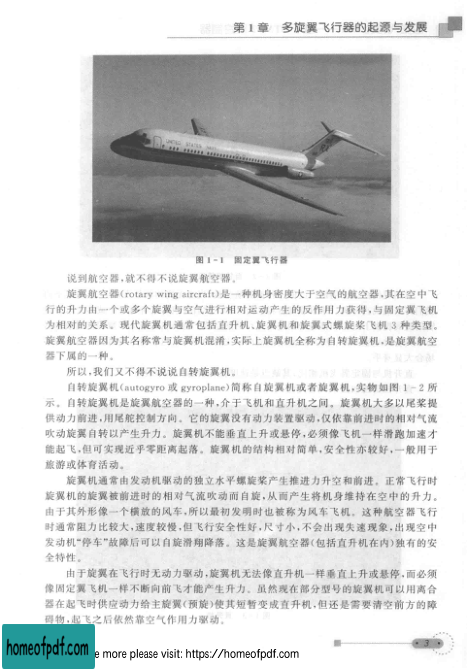 第 1 章 多旋翼飞行器的起源与发展
UNITED STATES NAVY
图 1-1 固定翼飞行器
说到航空器,就不得不说旋翼航空器。
旋翼航空器(rotary wing aircraft)是一种机身密度大于空气的航空器,其在空中飞
行的升力由一个或多个旋翼与空气进行相对运动产生的反作用力获得,与固定翼飞机
为相对的关系。现代旋翼机通常包括直升机、旋翼机和旋翼式螺旋桨飞机 3 种类型。
旋翼航空器因为其名称常与旋翼机混淆,实际上旋翼机全称为自转旋翼机,是旋翼航空
器下属的一种。
所以,我们又不得不说说自转旋翼机。
自转旋翼机(autogyro 或 gyroplane)简称自旋翼机或者旋翼机,实物如图 1-2 所
示。自转旋翼机是旋翼航空器的一种,介于飞机和直升机之间。旋翼机大多以尾桨提
供动力前进,用尾舵控制方向。它的旋翼没有动力装置驱动,仅依靠前进时的相对气流
吹动旋翼自转以产生升力。旋翼机不能垂直上升或悬停,必须像飞机一样滑跑加速才
能起飞,但可实现近乎零距离起落。旋翼机的结构相对简单,安全性亦较好,一般用于
旅游或体育活动。
旋翼机通常由发动机驱动的独立水平螺旋桨产生推进力升空和前进。正常飞行时
旋翼机的旋翼被前进时的相对气流吹动而自旋,从而产生将机身维持在空中的升力。
由于其外形像一个横放的风车,所以最初发明时也被称为风车飞机。这种航空器飞行
时通常阻力比较大,速度较慢,但飞行安全性好,尺寸小,不会出现失速现象,出现空中
发动机“停车”故障后可以自旋滑翔降落。这是旋翼航空器(包括直升机在内)独有的安
全特性。
由于旋翼在飞行时无动力驱动,旋翼机无法像直升机一样垂直上升或悬停,而必须
像固定翼飞机一样不断向前飞才能产生升力。虽然现在部分型号的旋翼机可以用离合
器在起飞时供应动力给主旋翼(预旋)使其短暂变成直升机,但还是需要清空前方的障
碍物,起飞之后依然靠空气作用力驱动。
· 3 ·
homeofpdf.com
e more please visit: https://homeofpdf.com